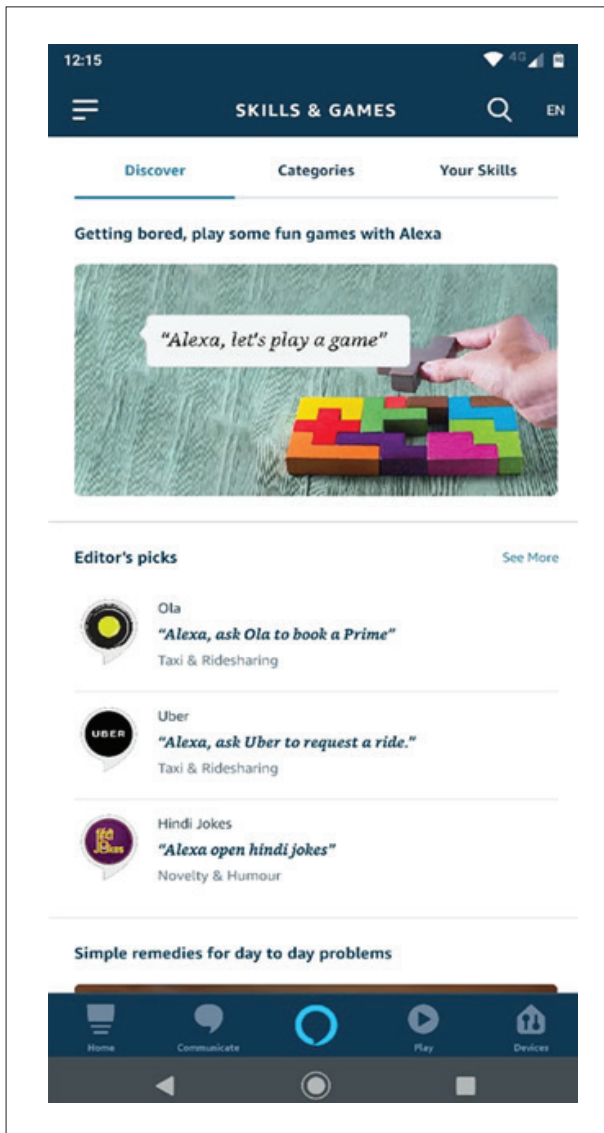 12:15
4G
SKILLS & GAMES
EN
Discover
Categories
Your Skills
Getting bored, play some fun games with Alexa
“Alexa, let's play a game”
Editor's picks
See More
Ola
“Alexa, ask Ola to book a Prime”
Taxi & Ridesharing
UBER
Uber
“Alexa, ask Uber to request a ride.”
Taxi & Ridesharing
Hindi Jokes
“Alexa open hindi jokes”
Novelty & Humour
Simple remedies for day to day problems
Home
Communicate
Play
Devices